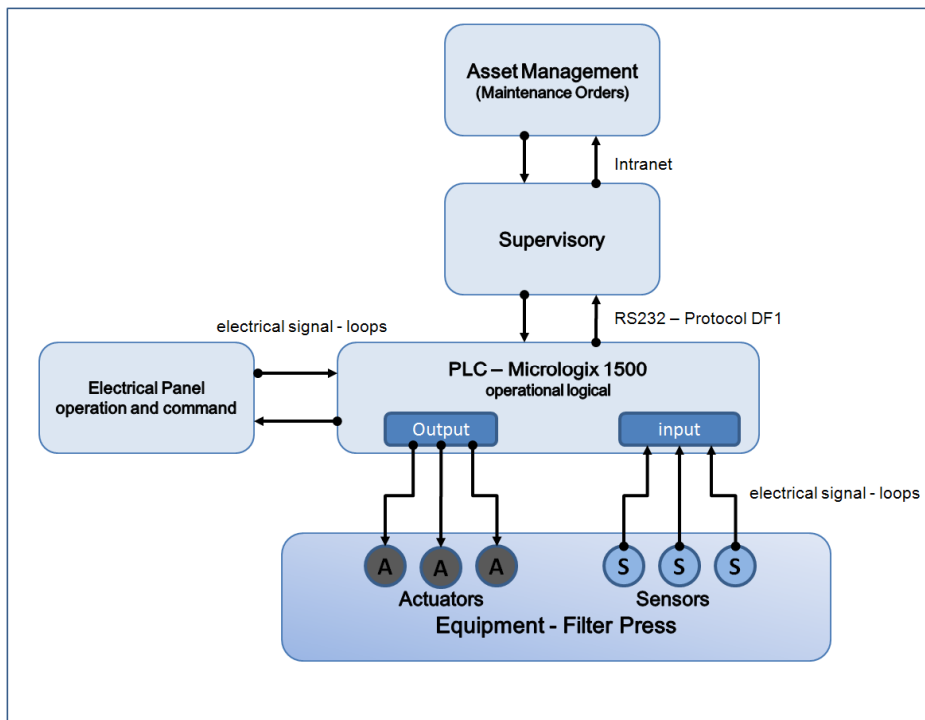 Asset Management
(Maintenance Orders)
Intranet
Supervisory
RS232 – Protocol DF1
electrical signal - loops
PLC – Micrologix 1500
operational logical
Electrical Panel
operation and command
Output
input
electrical signal - loops
A A A
S S S
Actuators
Sensors
Equipment - Filter Press